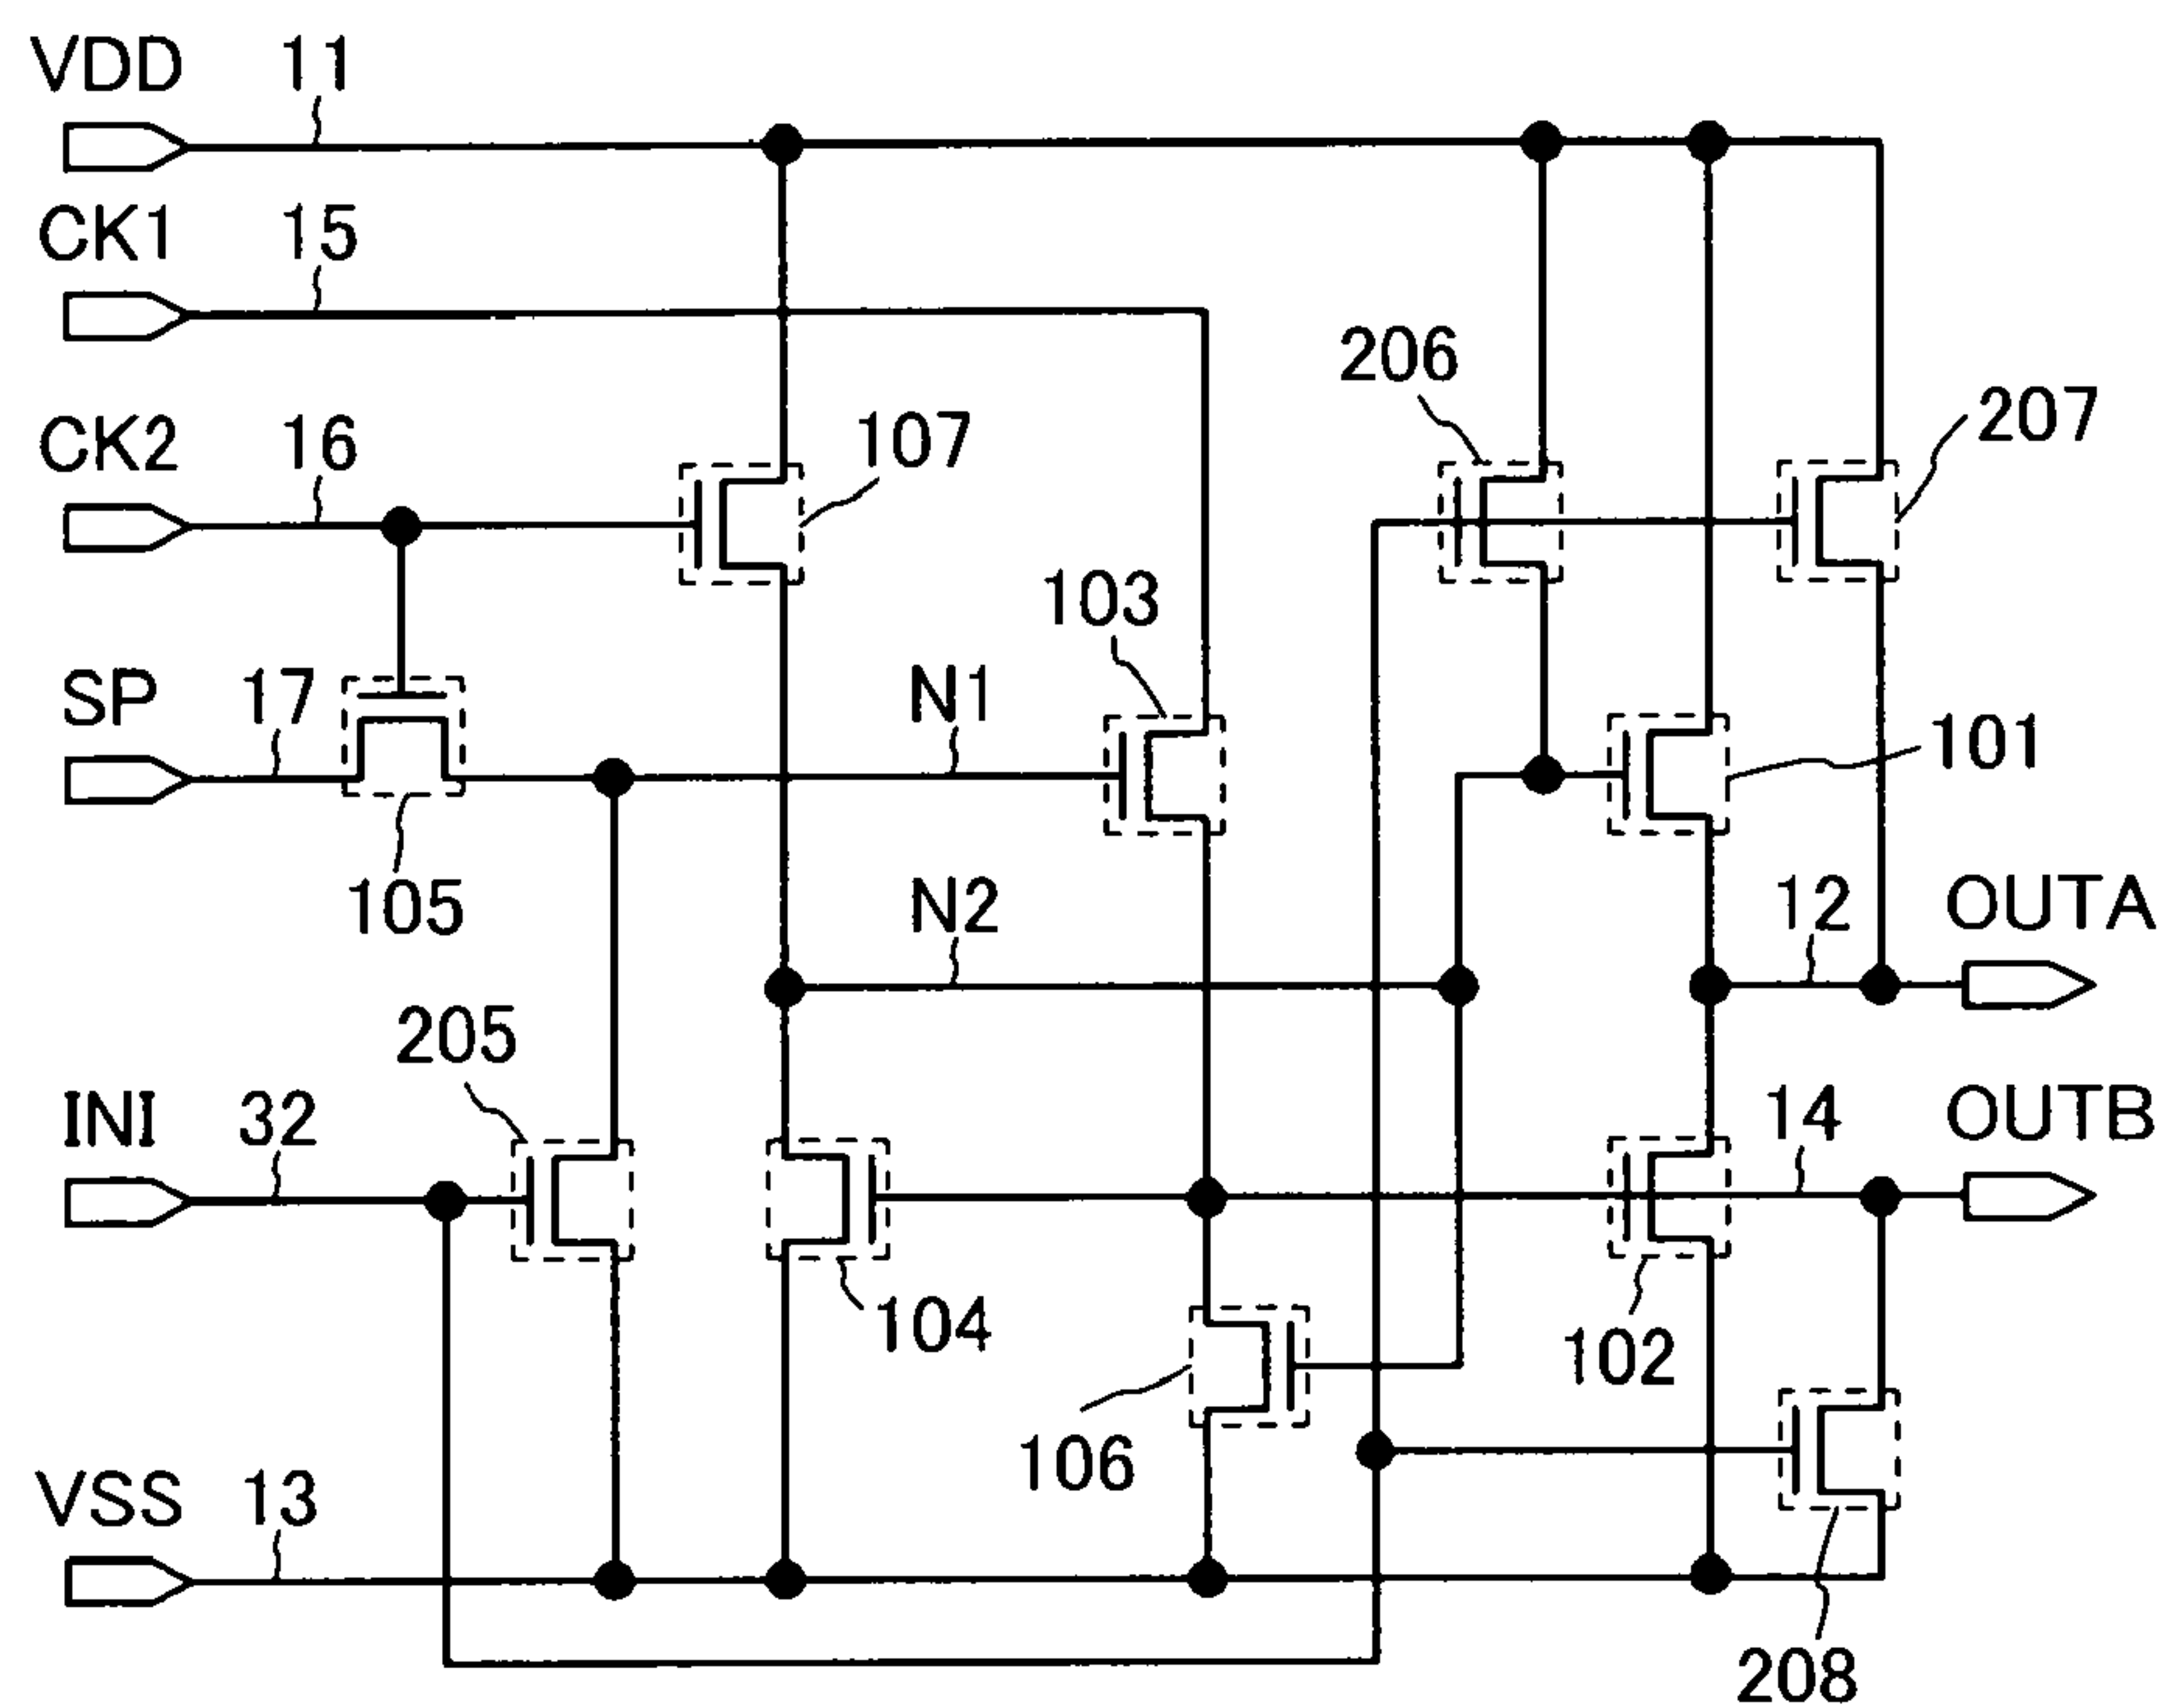 VDD 11
CK1 15
206
CK2 16 107 207
103
SP 17 N1 101
105 N2 12 OUTA
205
INI 32 14 OUTB
104 102
106
VSS 13
208